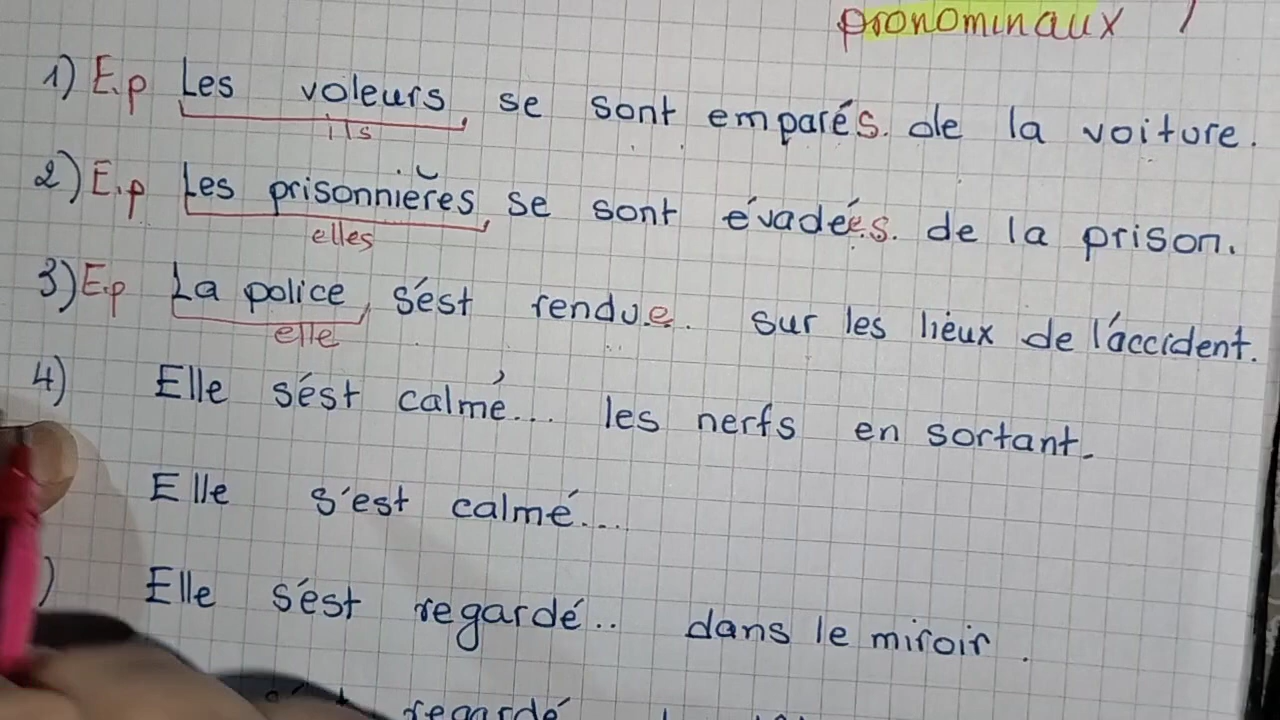 pronominaux
1) E.p Les voleurs, se sont emparés. de la voiture.
ils
2) E.p Les prisonnières, se sont évadées. de la prison.
elles
3) E.p La police, s'est rendue. sur les lieux de l'accident.
elle
4) Elle s'est calmé... les nerfs en sortant.
Elle s'est calmé...
) Elle s'est regardé.. dans le miroir.
regardé